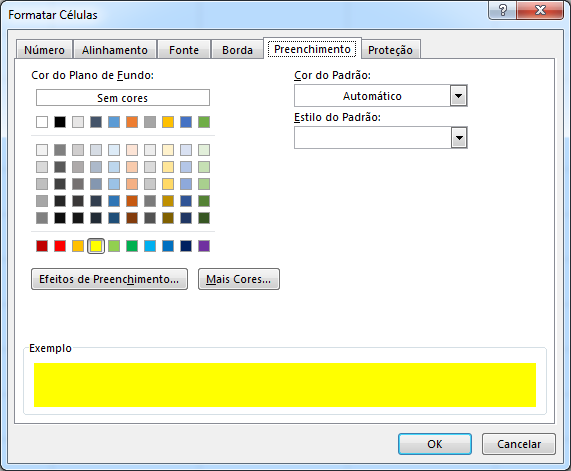 Formatar Células
?
Número Alinhamento Fonte Borda Preenchimento Proteção
Cor do Plano de Fundo:
Sem cores
Cor do Padrão:
Automático
Estilo do Padrão:
Efeitos de Preenchimento... Mais Cores...
Exemplo
OK Cancelar